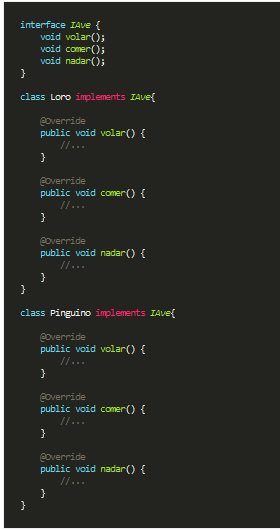 interface IAve {
    void volar();
    void comer();
    void nadar();
}
class Loro implements IAve{
    @Override
    public void volar() {
        //...
    }
    @Override
    public void comer() {
        //...
    }
    @Override
    public void nadar() {
        //...
    }
}
class Pinguino implements IAve{
    @Override
    public void volar() {
        //...
    }
    @Override
    public void comer() {
        //...
    }
    @Override
    public void nadar() {
        //...
    }
}